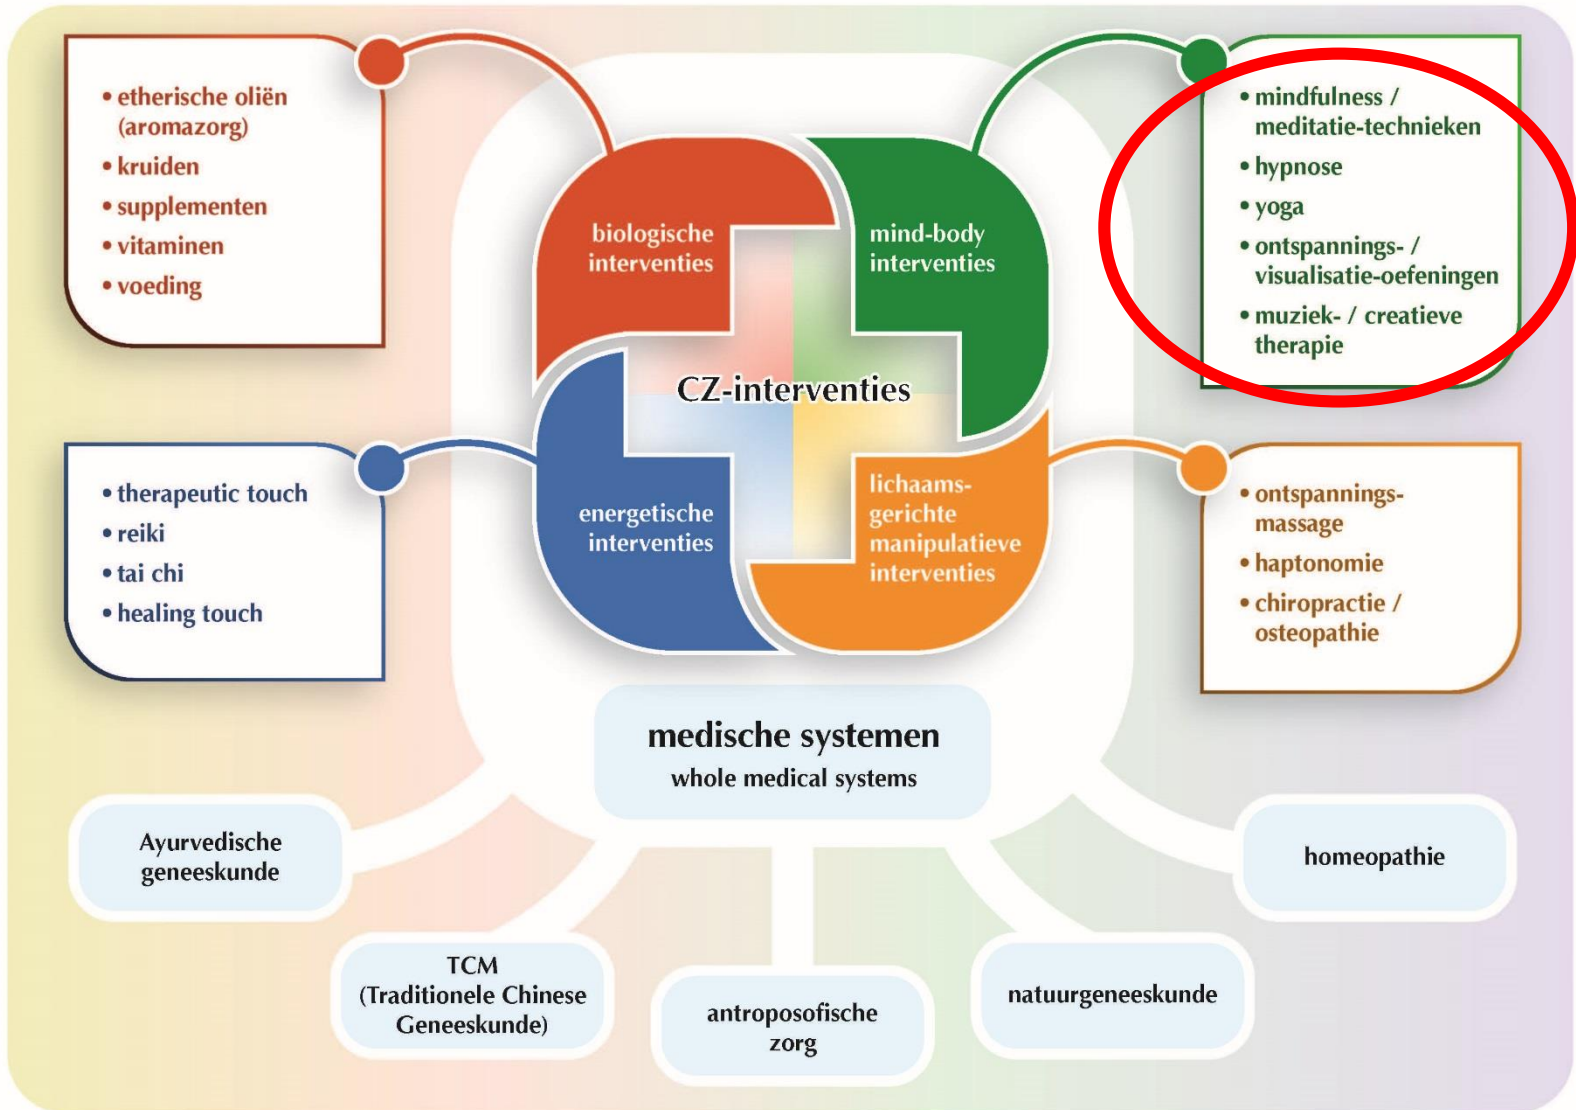 • etherische oliën
(aromazorg)
• kruiden
• supplementen
• vitaminen
• voeding
biologische
interventies
mind-body
interventies
• mindfulness /
meditatie-technieken
• hypnose
• yoga
• ontspannings- /
visualisatie-oefeningen
• muziek- / creatieve
therapie
CZ-interventies
• therapeutic touch
• reiki
• tai chi
• healing touch
energetische
interventies
lichaams-
gerichte
manipulatieve
interventies
• ontspannings-
massage
• haptonomie
• chiropractie /
osteopathie
medische systemen
whole medical systems
Ayurvedische
geneeskunde
TCM
(Traditionele Chinese
Geneeskunde)
antroposofische
zorg
natuurgeneeskunde
homeopathie